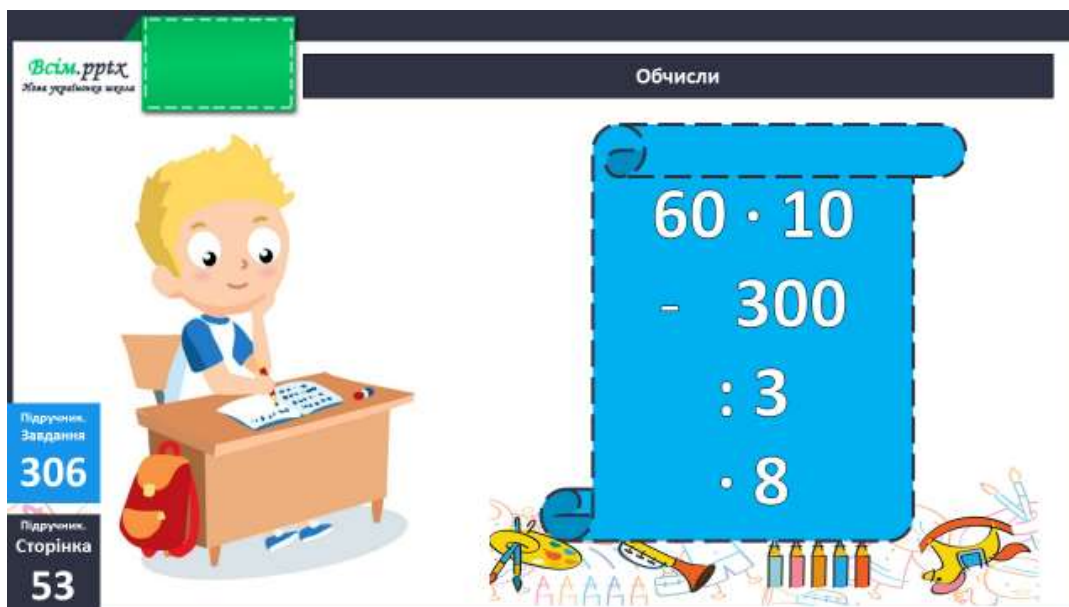 Всім.pptx
Нова українська школа
Обчисли
60 · 10
- 300
: 3
· 8
Підручник.
Завдання
306
Підручник.
Сторінка
53